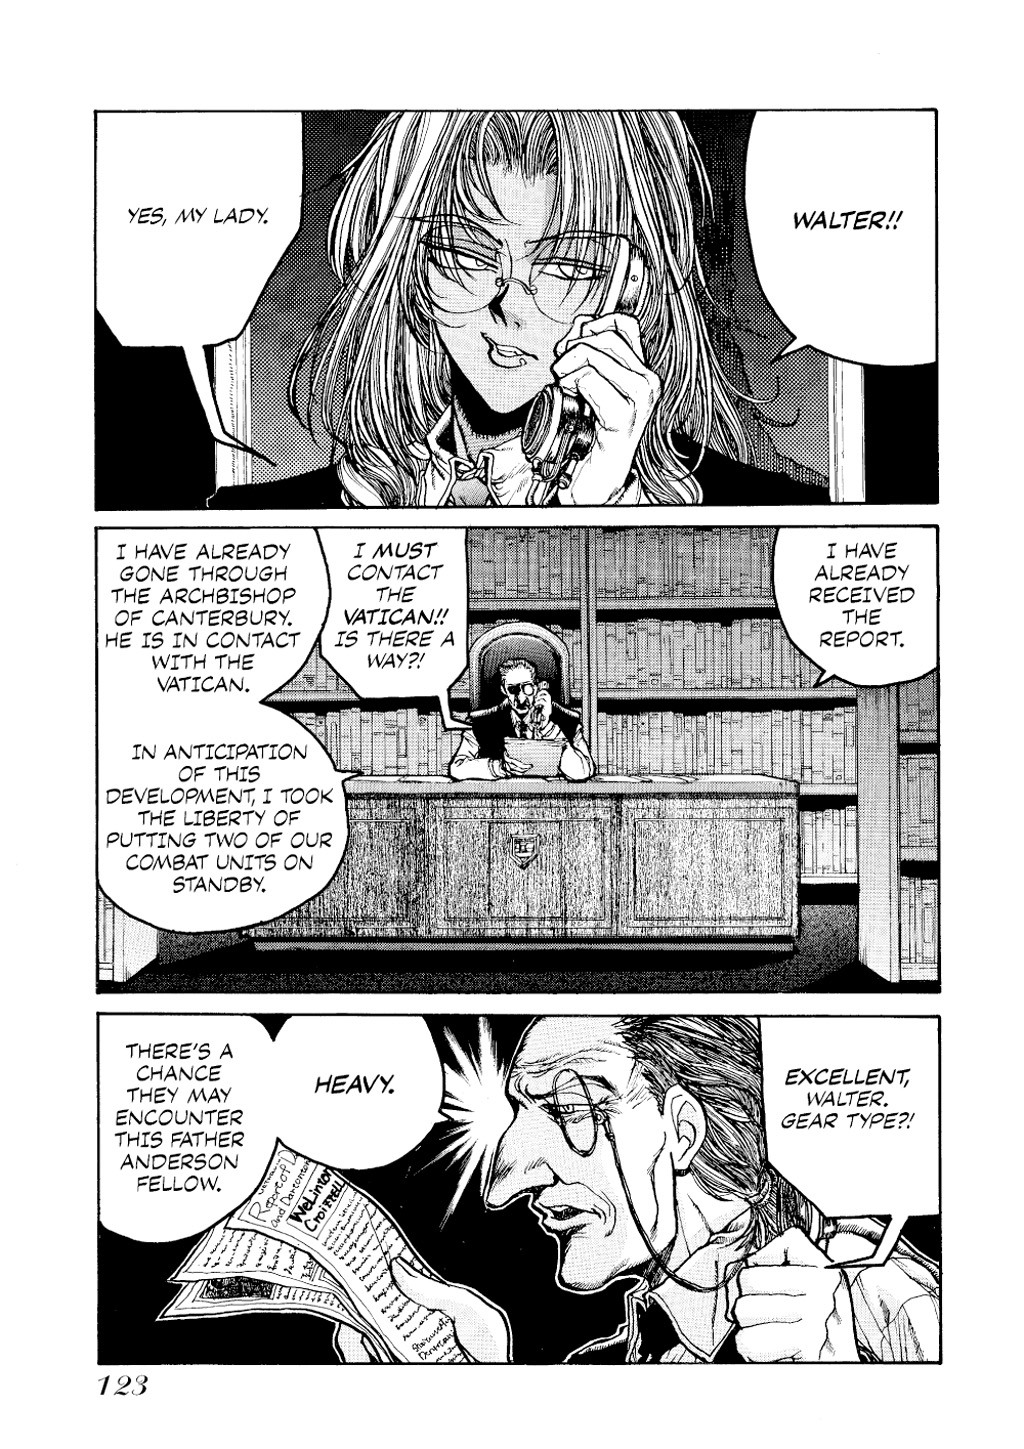 WALTER!!
YES, MY LADY.
I HAVE
ALREADY
RECEIVED
THE
REPORT.
I MUST
CONTACT
THE
VATICAN!!
IS THERE A
WAY?!
I HAVE ALREADY
GONE THROUGH
THE ARCHBISHOP
OF CANTERBURY.
HE IS IN CONTACT
WITH THE
VATICAN.
IN ANTICIPATION
OF THIS
DEVELOPMENT, I TOOK
THE LIBERTY OF
PUTTING TWO OF OUR
COMBAT UNITS ON
STANDBY.
EXCELLENT,
WALTER.
GEAR TYPE?!
HEAVY.
THERE'S A
CHANCE
THEY MAY
ENCOUNTER
THIS FATHER
ANDERSON
FELLOW.
Report of D
and
123